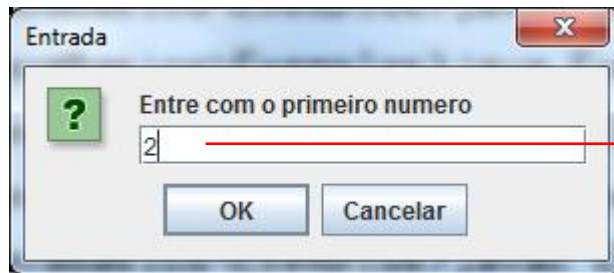 Entrada
Entre com o primeiro numero
2
OK
Cancelar